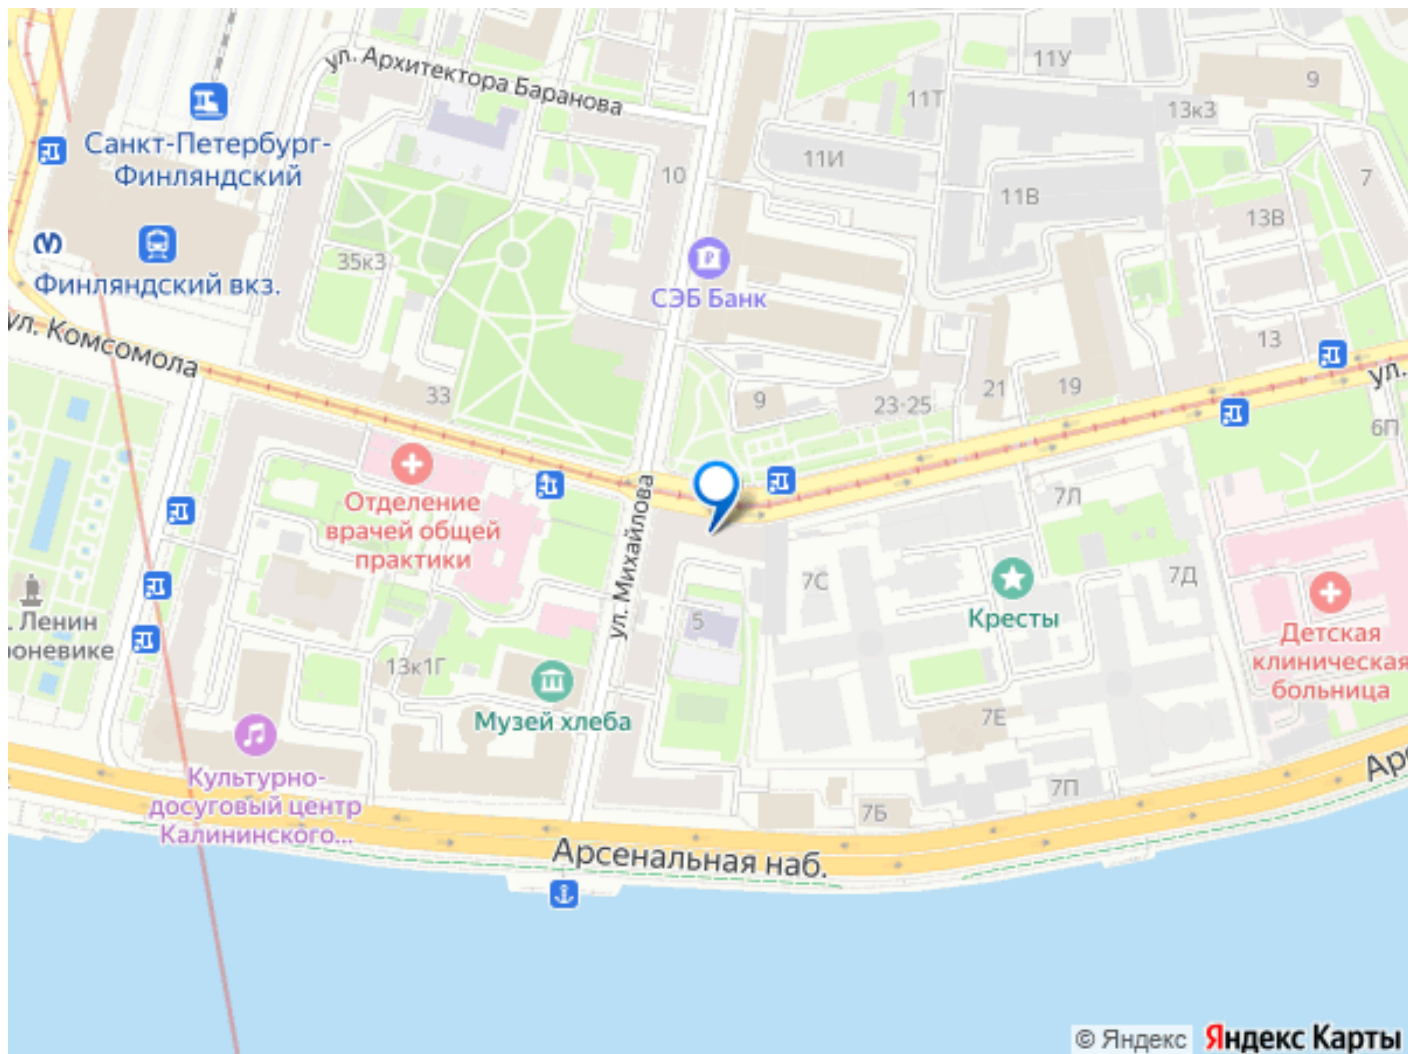 ул. Архитектора Баранова
11У
9
11Т
13к3
Санкт-Петербург-
Финляндский
11И
10
7
11В
13В
35к3
Финляндский вкз.
СЭБ Банк
ул. Комсомола
13
33
9
23-25
21
19
ул.
6П
Отделение
врачей общей
практики
ул. Михайлова
7Л
7С
7Д
Кресты
5
Ленин
роневике
13к1Г
Детская
клиническая
больница
Музей хлеба
7Е
Культурно-
досуговый центр
Калининского...
7П
7Б
Арс
Арсенальная наб.
© Яндекс Яндекс Карты